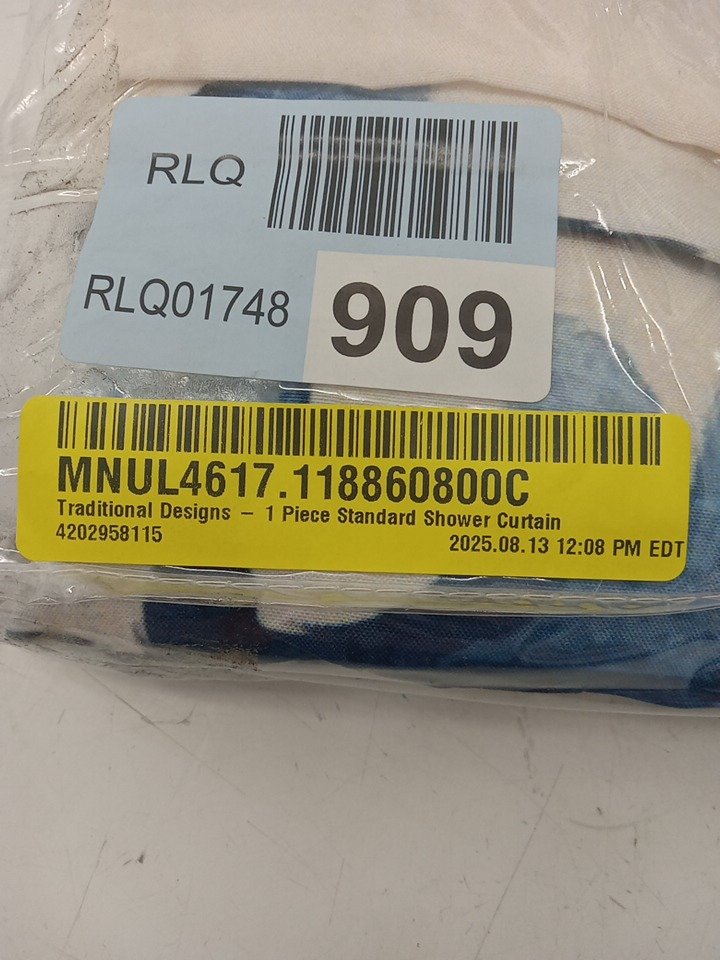 RLQ
RLQ01748
909
MNUL4617.118860800C
Traditional Designs – 1 Piece Standard Shower Curtain
4202958115
2025.08.13 12:08 PM EDT